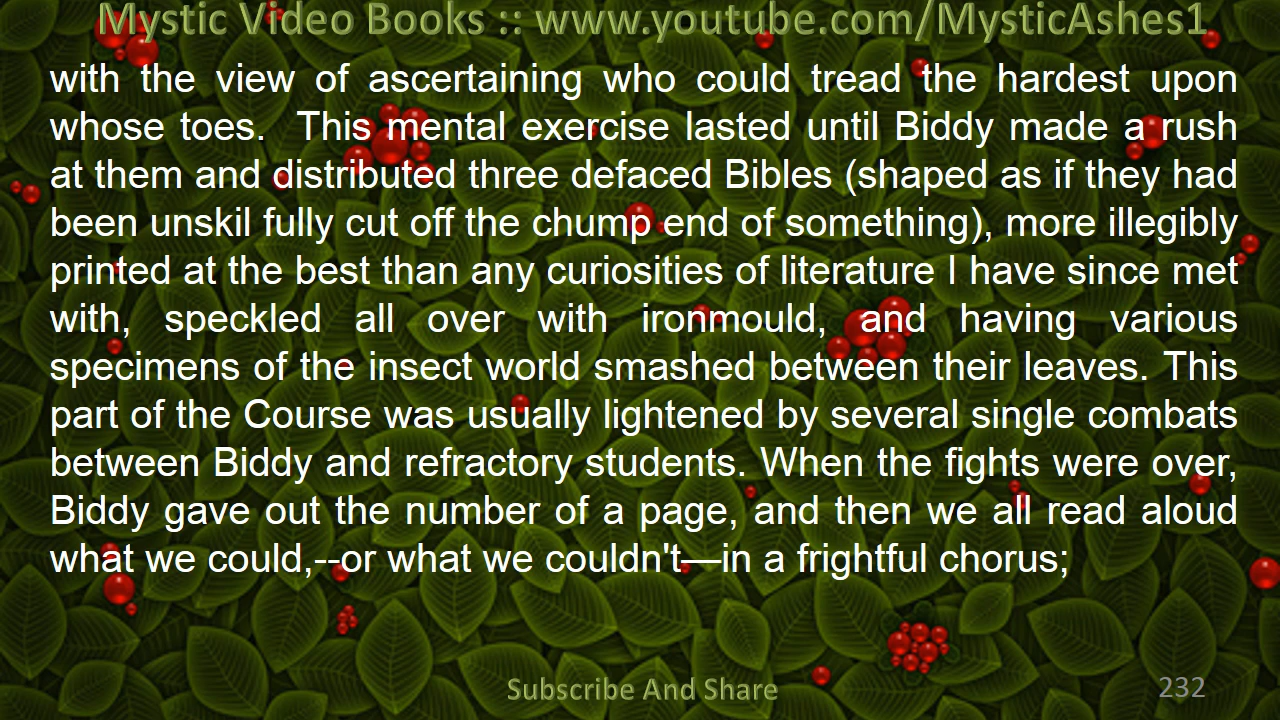 Mystic Video Books :: www.youtube.com/MysticAshes1
with the view of ascertaining who could tread the hardest upon
whose toes.  This mental exercise lasted until Biddy made a rush
at them and distributed three defaced Bibles (shaped as if they had
been unskil fully cut off the chump end of something), more illegibly
printed at the best than any curiosities of literature I have since met
with, speckled all over with ironmould, and having various
specimens of the insect world smashed between their leaves. This
part of the Course was usually lightened by several single combats
between Biddy and refractory students. When the fights were over,
Biddy gave out the number of a page, and then we all read aloud
what we could,--or what we couldn't—in a frightful chorus;
Subscribe And Share
232